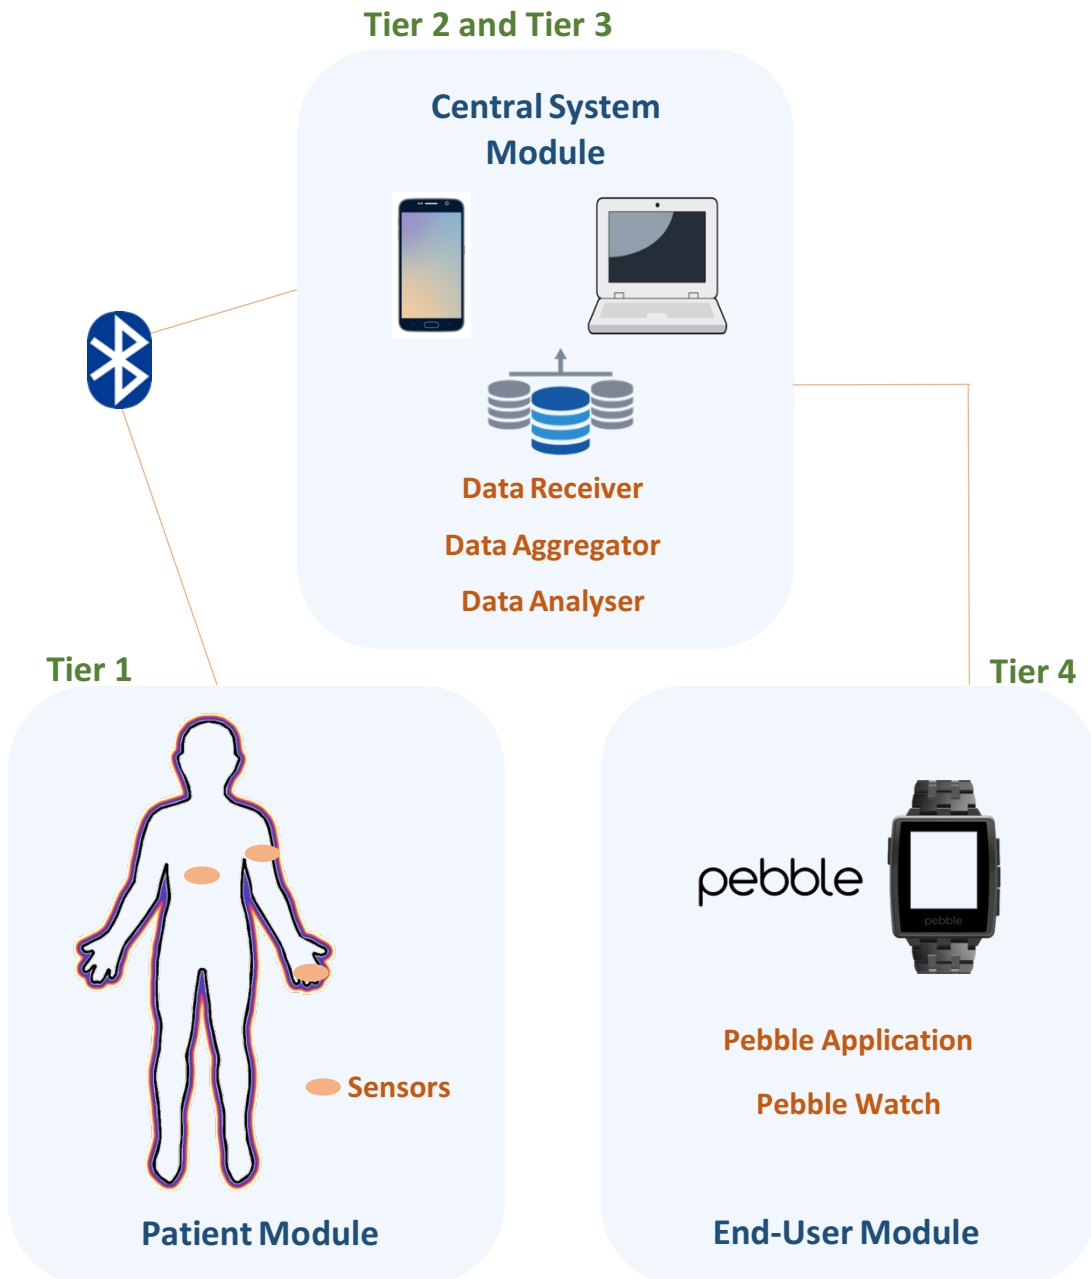 Tier 2 and Tier 3
Central System
Module
Data Receiver
Data Aggregator
Data Analyser
Tier 1
Sensors
Patient Module
Tier 4
pebble
pebble
Pebble Application
Pebble Watch
End-User Module